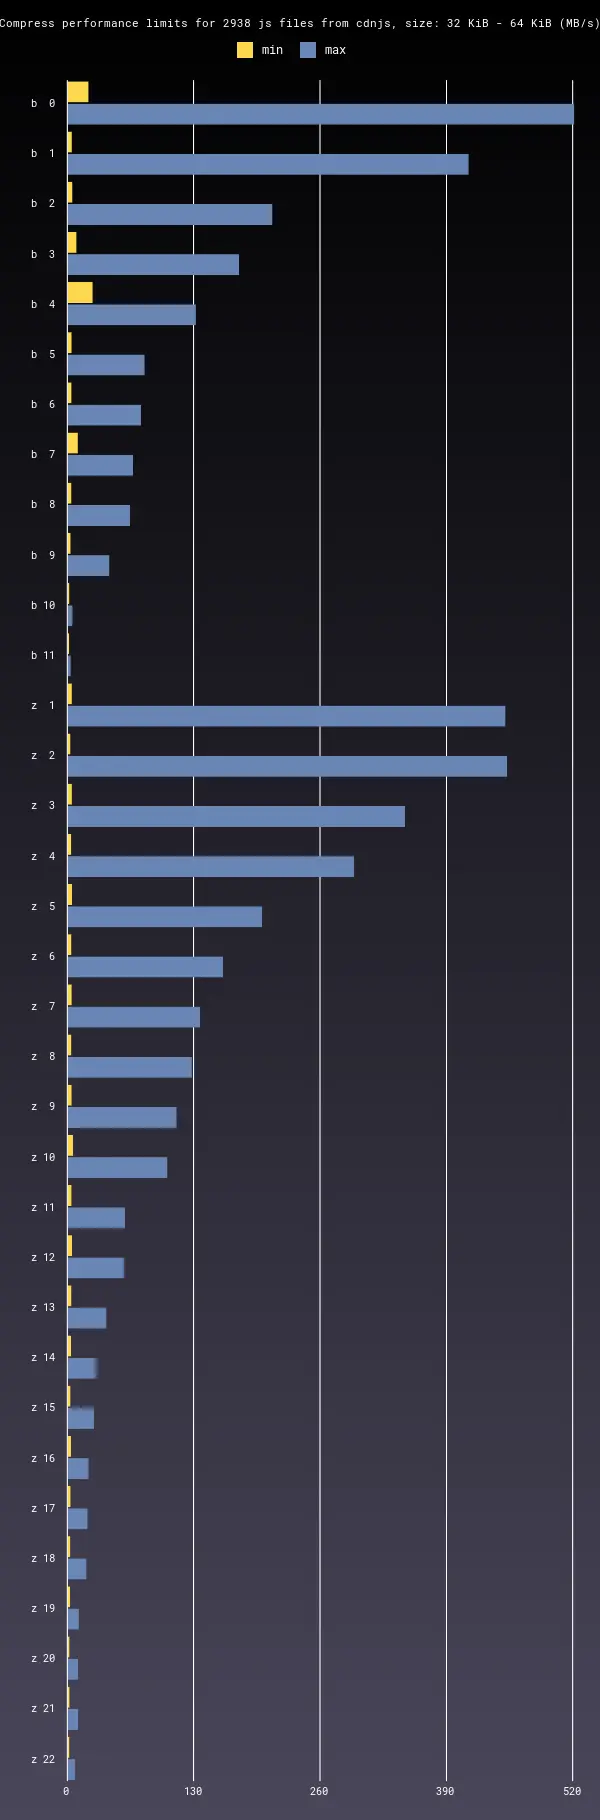 Compress performance limits for 2938 js files from cdnjs, size: 32 KiB - 64 KiB (MB/s)
min max
b 0
b 1
b 2
b 3
b 4
b 5
b 6
b 7
b 8
b 9
b 10
b 11
z 1
z 2
z 3
z 4
z 5
z 6
z 7
z 8
z 9
z 10
z 11
z 12
z 13
z 14
z 15
z 16
z 17
z 18
z 19
z 20
z 21
z 22
0 130 260 390 520